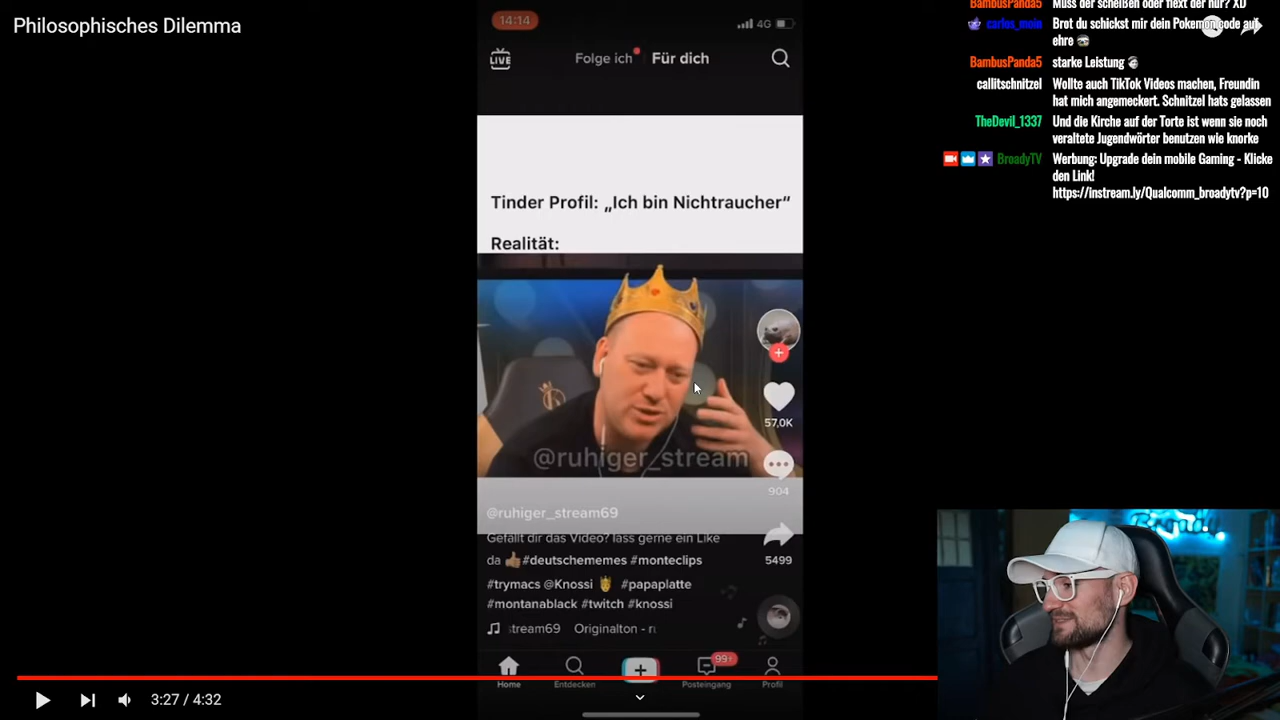 Philosophisches Dilemma
14:14
4G
LIVE
Folge ich
Für dich
Tinder Profil: „Ich bin Nichtraucher“
Realität:
@ruhiger_stream
57,0K
904
5499
@ruhiger_stream69
Gefällt dir das Video? lass gerne ein Like
da 👍🏽#deutschememes #monteclips
#trymacs @Knossi 🤴 #papaplatte
#montanablack #twitch #knossi
stream69 Originalton - ru
Home
Entdecken
99+
Posteingang
Profil
3:27 / 4:32
BambusPanda5 Muss der scheißen oder flext der nur? XD
carlos_moin Brot du schickst mir dein Pokemon code auf
ehre
BambusPanda5 starke Leistung
callitschnitzel Wollte auch TikTok Videos machen, Freundin
hat mich angemeckert. Schnitzel hats gelassen
TheDevil_1337 Und die Kirche auf der Torte ist wenn sie noch
veraltete Jugendwörter benutzen wie knorke
BroadyTV Werbung: Upgrade dein mobile Gaming - Klicke
den Link!
https://instream.ly/Qualcomm_broadytv?p=10